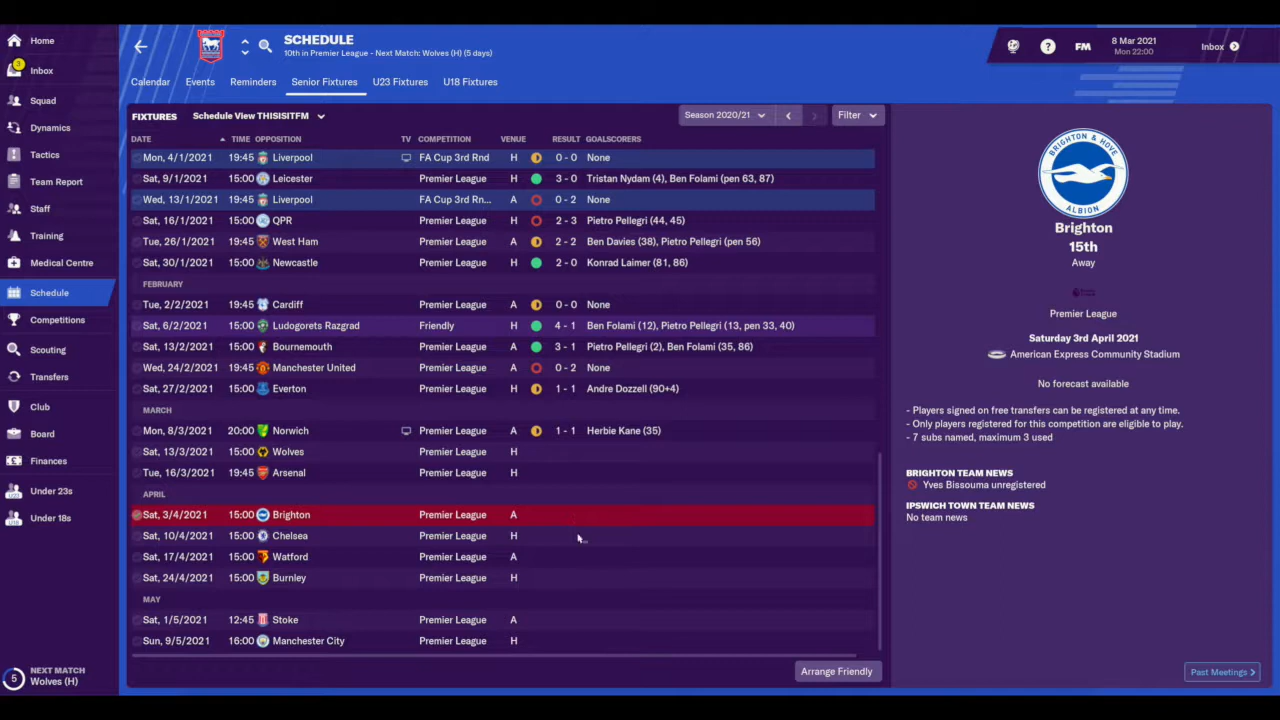 Home
3
Inbox
Squad
Dynamics
Tactics
Team Report
Staff
Training
Medical Centre
Schedule
Competitions
Scouting
Transfers
Club
Board
Finances
Under 23s
Under 18s
5
NEXT MATCH
Wolves (H)
SCHEDULE
10th in Premier League - Next Match: Wolves (H) (5 days)
? FM
8 Mar 2021
Mon 22:00
Inbox
Calendar Events Reminders Senior Fixtures U23 Fixtures U18 Fixtures
FIXTURES Schedule View THISISITFM Season 2020/21 Filter
DATE TIME OPPOSITION TV COMPETITION VENUE RESULT GOALSCORERS
Mon, 4/1/2021 19:45 Liverpool FA Cup 3rd Rnd H 0 - 0 None
Sat, 9/1/2021 15:00 Leicester Premier League H 3 - 0 Tristan Nydam (4), Ben Folami (pen 63, 87)
Wed, 13/1/2021 19:45 Liverpool FA Cup 3rd Rn... A 0 - 2 None
Sat, 16/1/2021 15:00 QPR Premier League H 2 - 3 Pietro Pellegri (44, 45)
Tue, 26/1/2021 19:45 West Ham Premier League A 2 - 2 Ben Davies (38), Pietro Pellegri (pen 56)
Sat, 30/1/2021 15:00 Newcastle Premier League H 2 - 0 Konrad Laimer (81, 86)
FEBRUARY
Tue, 2/2/2021 19:45 Cardiff Premier League A 0 - 0 None
Sat, 6/2/2021 15:00 Ludogorets Razgrad Friendly H 4 - 1 Ben Folami (12), Pietro Pellegri (13, pen 33, 40)
Sat, 13/2/2021 15:00 Bournemouth Premier League A 3 - 1 Pietro Pellegri (2), Ben Folami (35, 86)
Wed, 24/2/2021 19:45 Manchester United Premier League A 0 - 2 None
Sat, 27/2/2021 15:00 Everton Premier League H 1 - 1 Andre Dozzell (90+4)
MARCH
Mon, 8/3/2021 20:00 Norwich Premier League A 1 - 1 Herbie Kane (35)
Sat, 13/3/2021 15:00 Wolves Premier League H
Tue, 16/3/2021 19:45 Arsenal Premier League H
APRIL
Sat, 3/4/2021 15:00 Brighton Premier League A
Sat, 10/4/2021 15:00 Chelsea Premier League H
Sat, 17/4/2021 15:00 Watford Premier League A
Sat, 24/4/2021 15:00 Burnley Premier League H
MAY
Sat, 1/5/2021 12:45 Stoke Premier League A
Sun, 9/5/2021 16:00 Manchester City Premier League H
Arrange Friendly
BRIGHTON & HOVE
ALBION
Brighton
15th
Away
Premier League
Saturday 3rd April 2021
American Express Community Stadium
No forecast available
- Players signed on free transfers can be registered at any time.
- Only players registered for this competition are eligible to play.
- 7 subs named, maximum 3 used
BRIGHTON TEAM NEWS
Yves Bissouma unregistered
IPSWICH TOWN TEAM NEWS
No team news
Past Meetings